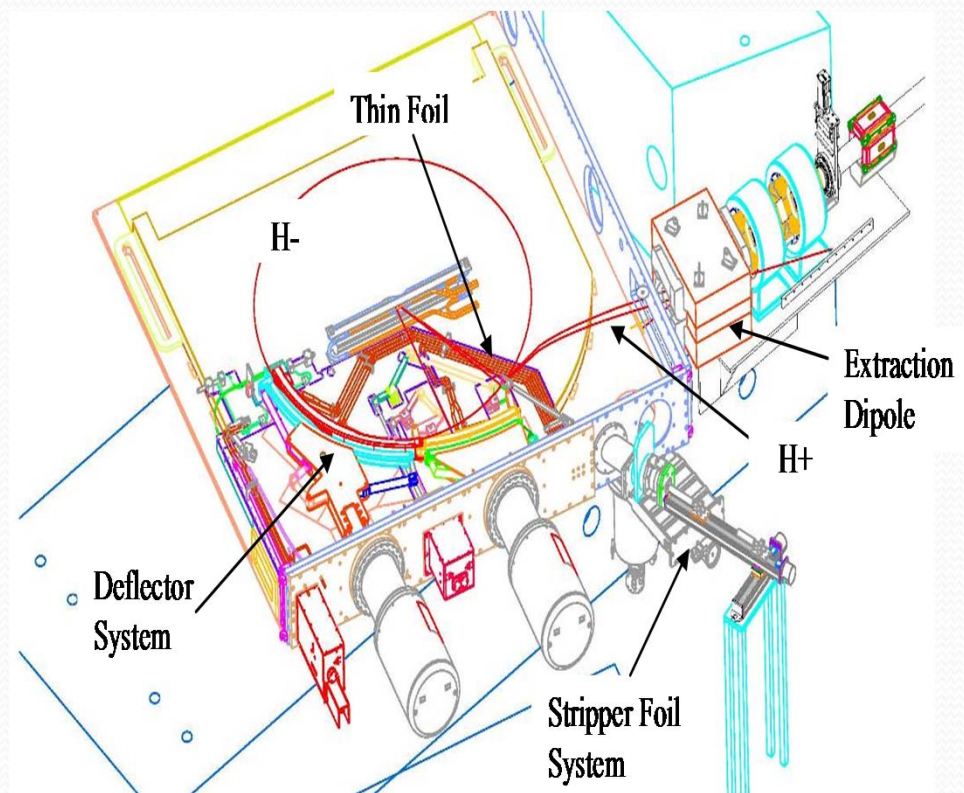 Thin Foil
H-
Extraction
Dipole
H+
Deflector
System
Stripper Foil
System